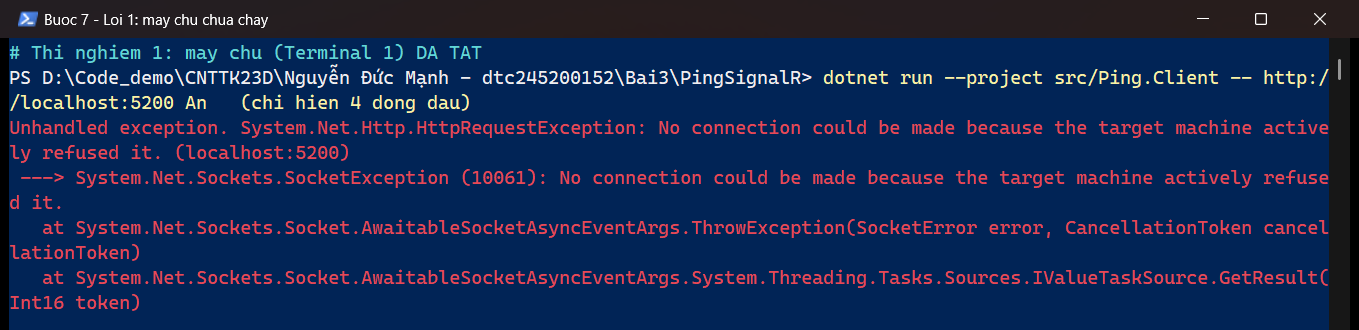 Buoc 7 - Loi 1: may chu chua chay
# Thi nghiem 1: may chu (Terminal 1) DA TAT
PS D:\Code_demo\CNTTK23D\Nguyễn Đức Mạnh - dtc245200152\Bai3\PingSignalR> dotnet run --project src/Ping.Client -- http:/
/localhost:5200 An   (chi hien 4 dong dau)
Unhandled exception. System.Net.Http.HttpRequestException: No connection could be made because the target machine active
ly refused it. (localhost:5200)
 ---> System.Net.Sockets.SocketException (10061): No connection could be made because the target machine actively refuse
d it.
   at System.Net.Sockets.Socket.AwaitableSocketAsyncEventArgs.ThrowException(SocketError error, CancellationToken cancel
lationToken)
   at System.Net.Sockets.Socket.AwaitableSocketAsyncEventArgs.System.Threading.Tasks.Sources.IValueTaskSource.GetResult(
Int16 token)